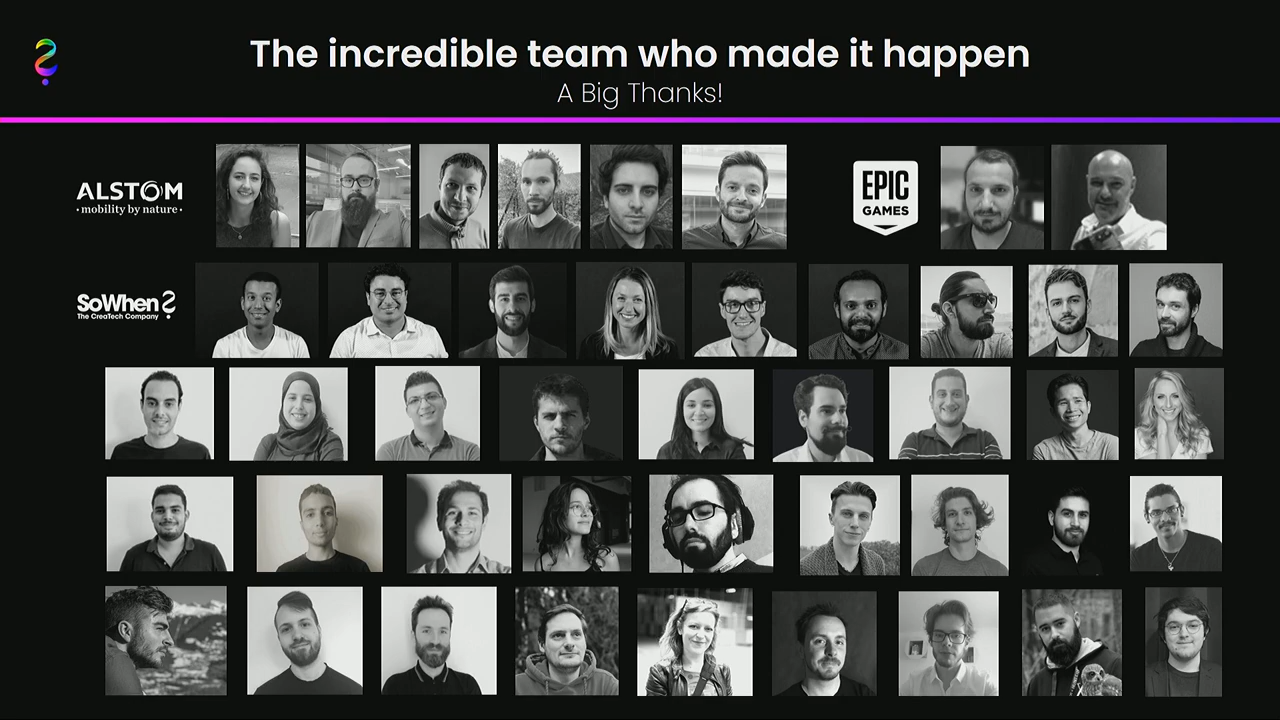 The incredible team who made it happen
A Big Thanks!
ALSTOM
• mobility by nature •
EPIC
GAMES
SoWhen?
The CreaTech Company